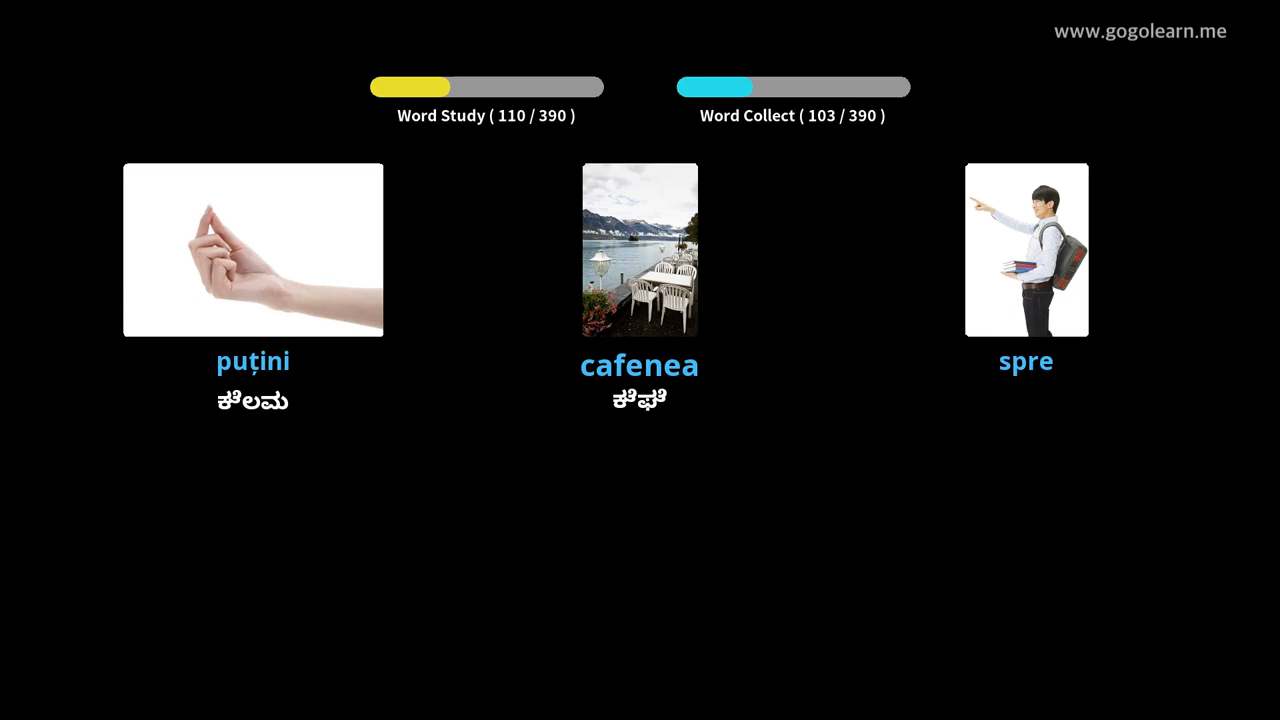 www.gogolearn.me
Word Study ( 110 / 390 )
Word Collect ( 103 / 390 )
puțini
cafenea
spre
ಕೆಲವು
ಕೆಫೆ